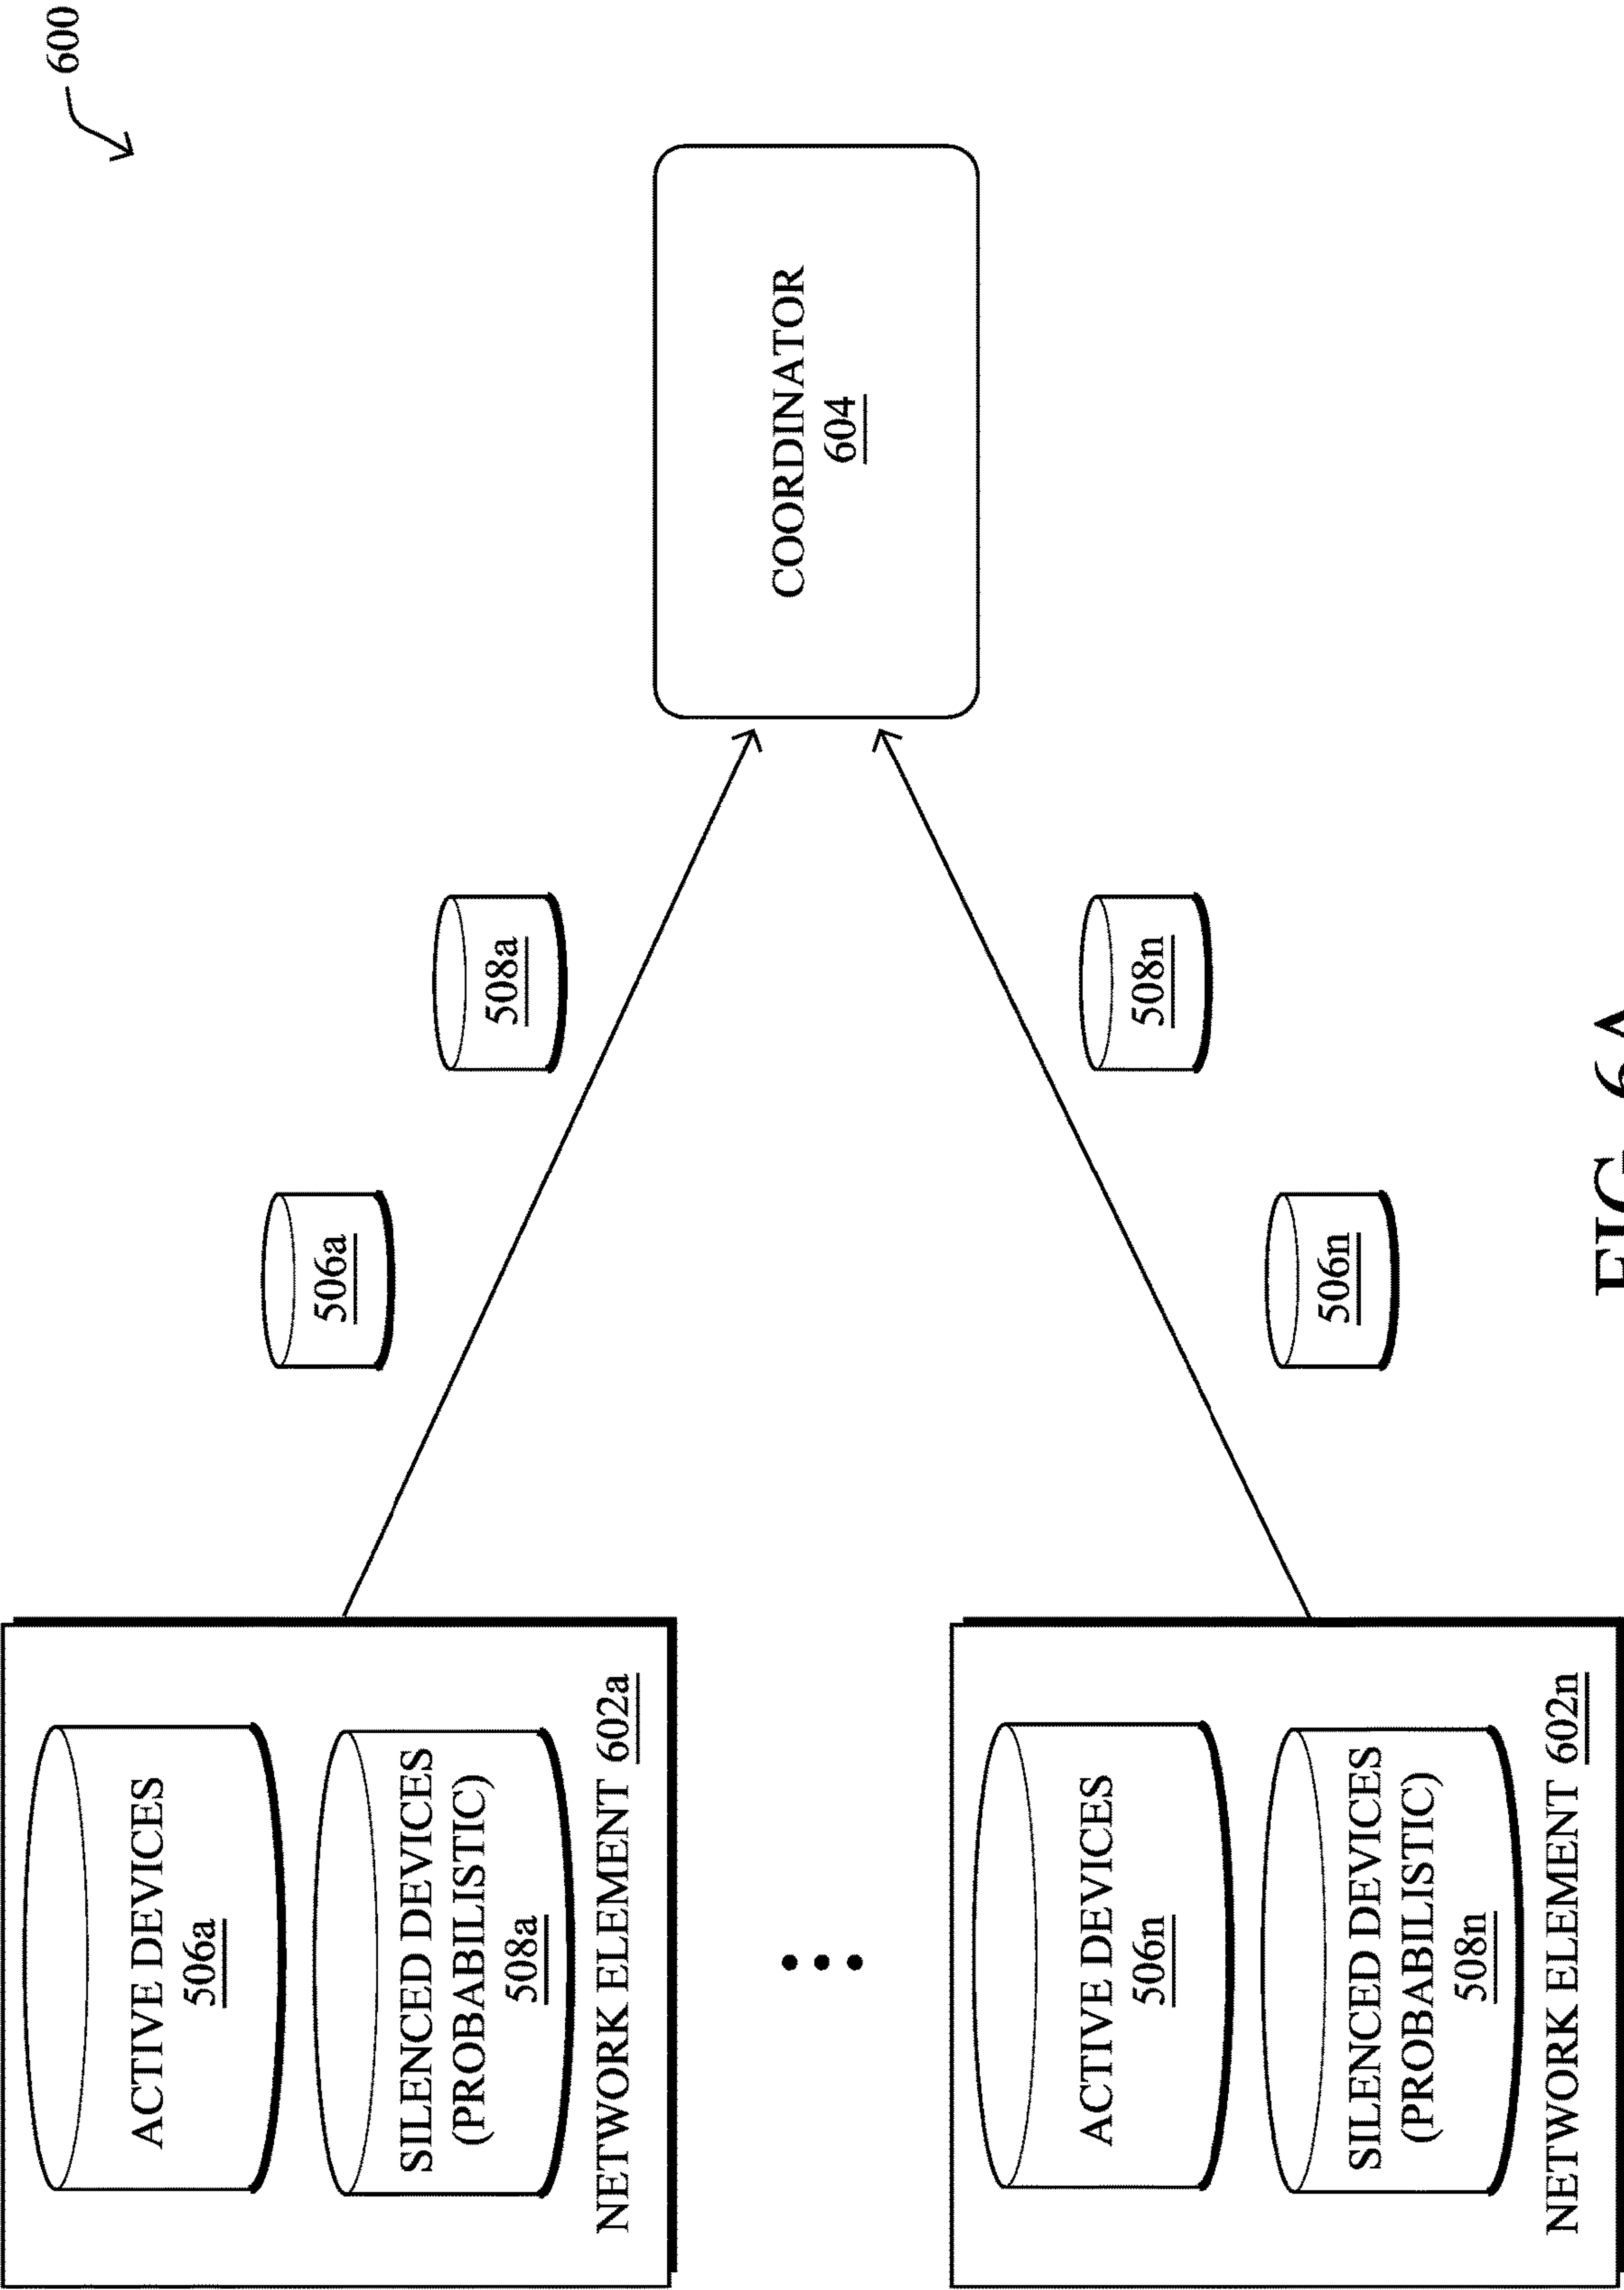 600
ACTIVE DEVICES
506a
SILENCED DEVICES
(PROBABILISTIC)
508a
NETWORK ELEMENT 602a
506a
508a
COORDINATOR
604
ACTIVE DEVICES
506n
SILENCED DEVICES
(PROBABILISTIC)
508n
NETWORK ELEMENT 602n
506n
508n
FIG. 6A